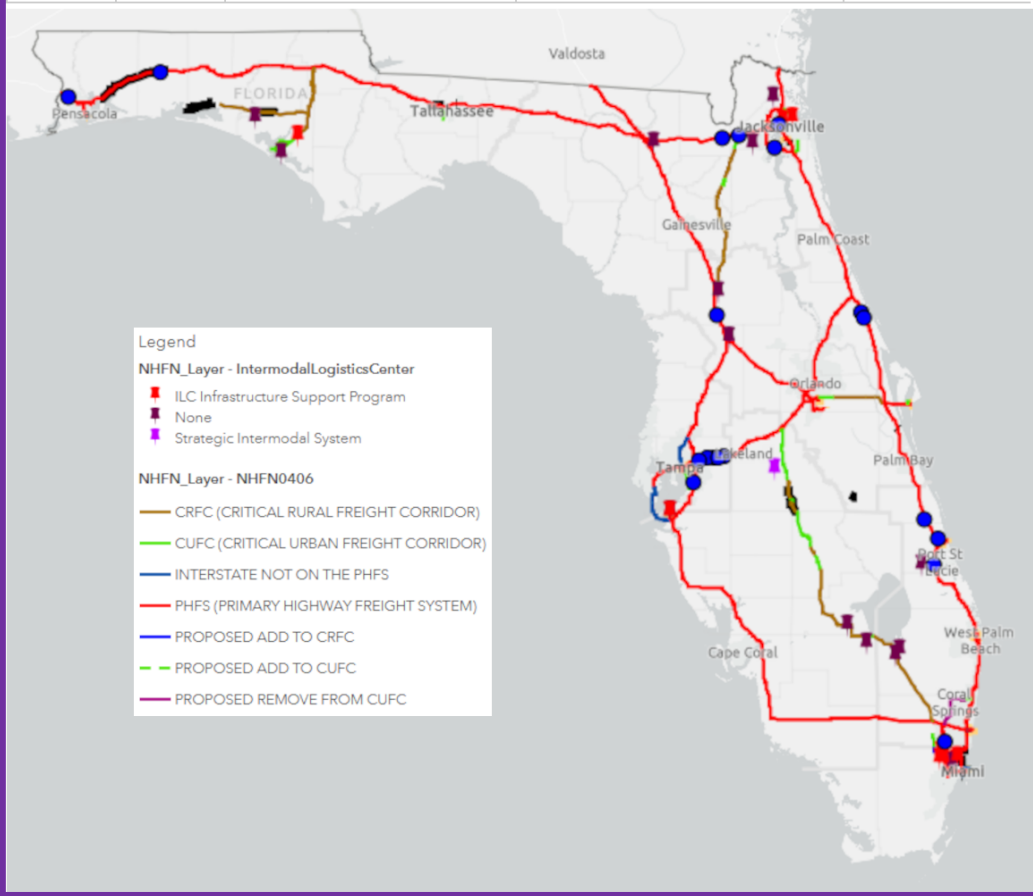 Valdosta
FLORIDA
Pensacola
Tallahassee
Jacksonville
Gainesville
Palm Coast
Orlando
Lakeland
Tampa
Palm Bay
Port St
Lucie
West Palm
Beach
Cape Coral
Coral
Springs
Miami
Legend
NHFN_Layer - IntermodalLogisticsCenter
ILC Infrastructure Support Program
None
Strategic Intermodal System
NHFN_Layer - NHFN0406
CRFC (CRITICAL RURAL FREIGHT CORRIDOR)
CUFC (CRITICAL URBAN FREIGHT CORRIDOR)
INTERSTATE NOT ON THE PHFS
PHFS (PRIMARY HIGHWAY FREIGHT SYSTEM)
PROPOSED ADD TO CRFC
PROPOSED ADD TO CUFC
PROPOSED REMOVE FROM CUFC